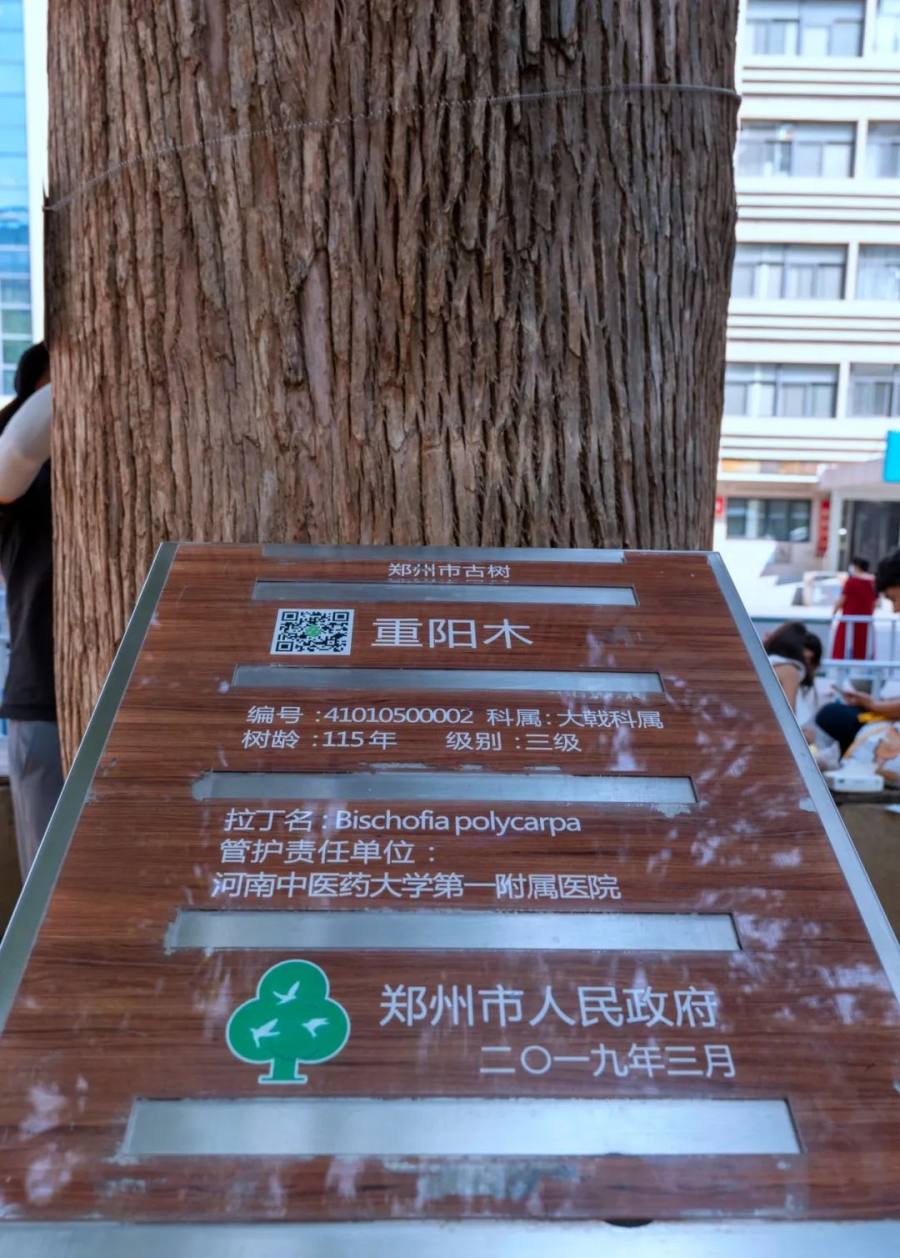 郑州市古树
重阳木
编号 :41010500002 科属: 大戟科属
树龄 :115年 级别 :三级
拉丁名: Bischofia polycarpa
管护责任单位 :
河南中医药大学第一附属医院
郑州市人民政府
二〇一九年三月